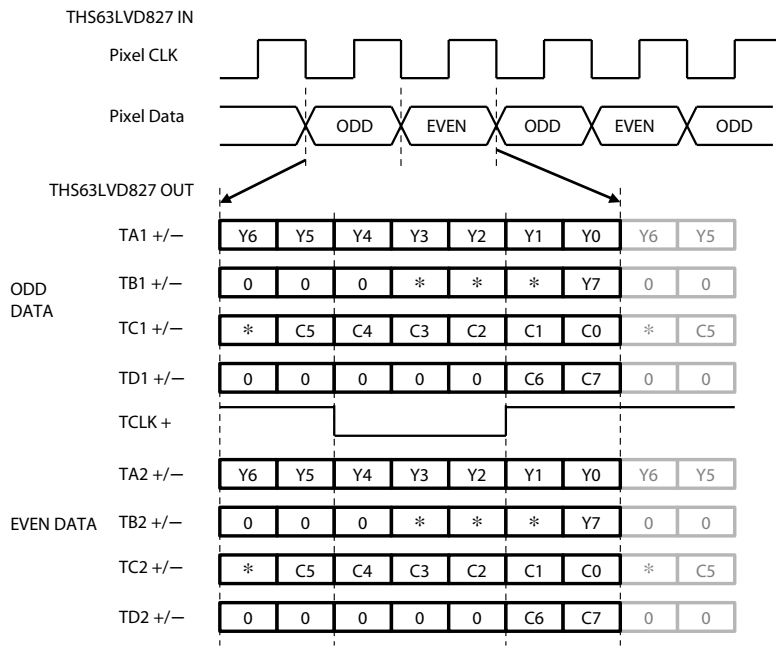 THS63LVD827 IN
Pixel CLK
Pixel Data ODD EVEN ODD EVEN ODD
THS63LVD827 OUT
TA1 +/− Y6 Y5 Y4 Y3 Y2 Y1 Y0 Y6 Y5
TB1 +/− 0 0 0 * * * Y7 0 0
ODD
DATA
TC1 +/− * C5 C4 C3 C2 C1 C0 * C5
TD1 +/− 0 0 0 0 0 C6 C7 0 0
TCLK +
TA2 +/− Y6 Y5 Y4 Y3 Y2 Y1 Y0 Y6 Y5
EVEN DATA TB2 +/− 0 0 0 * * * Y7 0 0
TC2 +/− * C5 C4 C3 C2 C1 C0 * C5
TD2 +/− 0 0 0 0 0 C6 C7 0 0